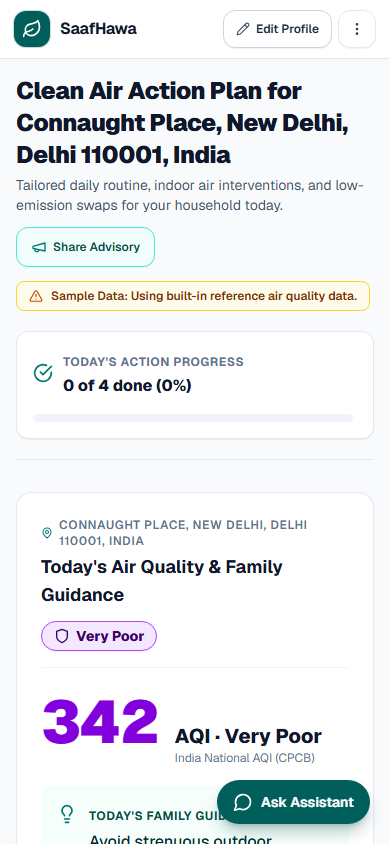 SaafHawa
Edit Profile
Clean Air Action Plan for
Connaught Place, New Delhi,
Delhi 110001, India
Tailored daily routine, indoor air interventions, and low-
emission swaps for your household today.
Share Advisory
Sample Data: Using built-in reference air quality data.
TODAY'S ACTION PROGRESS
0 of 4 done (0%)
CONNAUGHT PLACE, NEW DELHI, DELHI
110001, INDIA
Today's Air Quality & Family
Guidance
Very Poor
342
AQI · Very Poor
India National AQI (CPCB)
TODAY'S FAMILY
Ask Assistant
Avoid strenuous outdoor